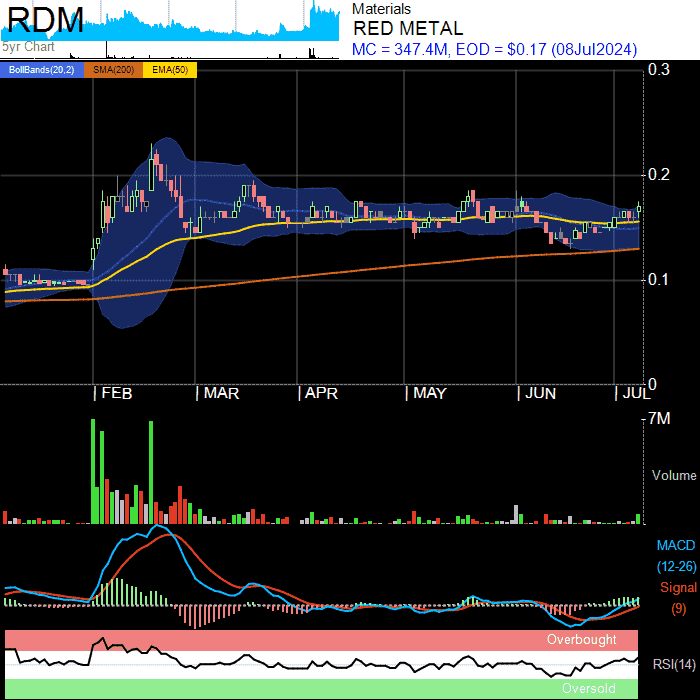 RDM
5yr Chart
Materials
RED METAL
MC = 347.4M, EOD = $0.17 (08Jul2024)
BollBands(20,2) SMA(200) EMA(50)
0.3
0.2
0.1
0
FEB MAR APR MAY JUN JUL
7M
Volume
MACD
(12-26)
Signal
(9)
Overbought
RSI(14)
Oversold